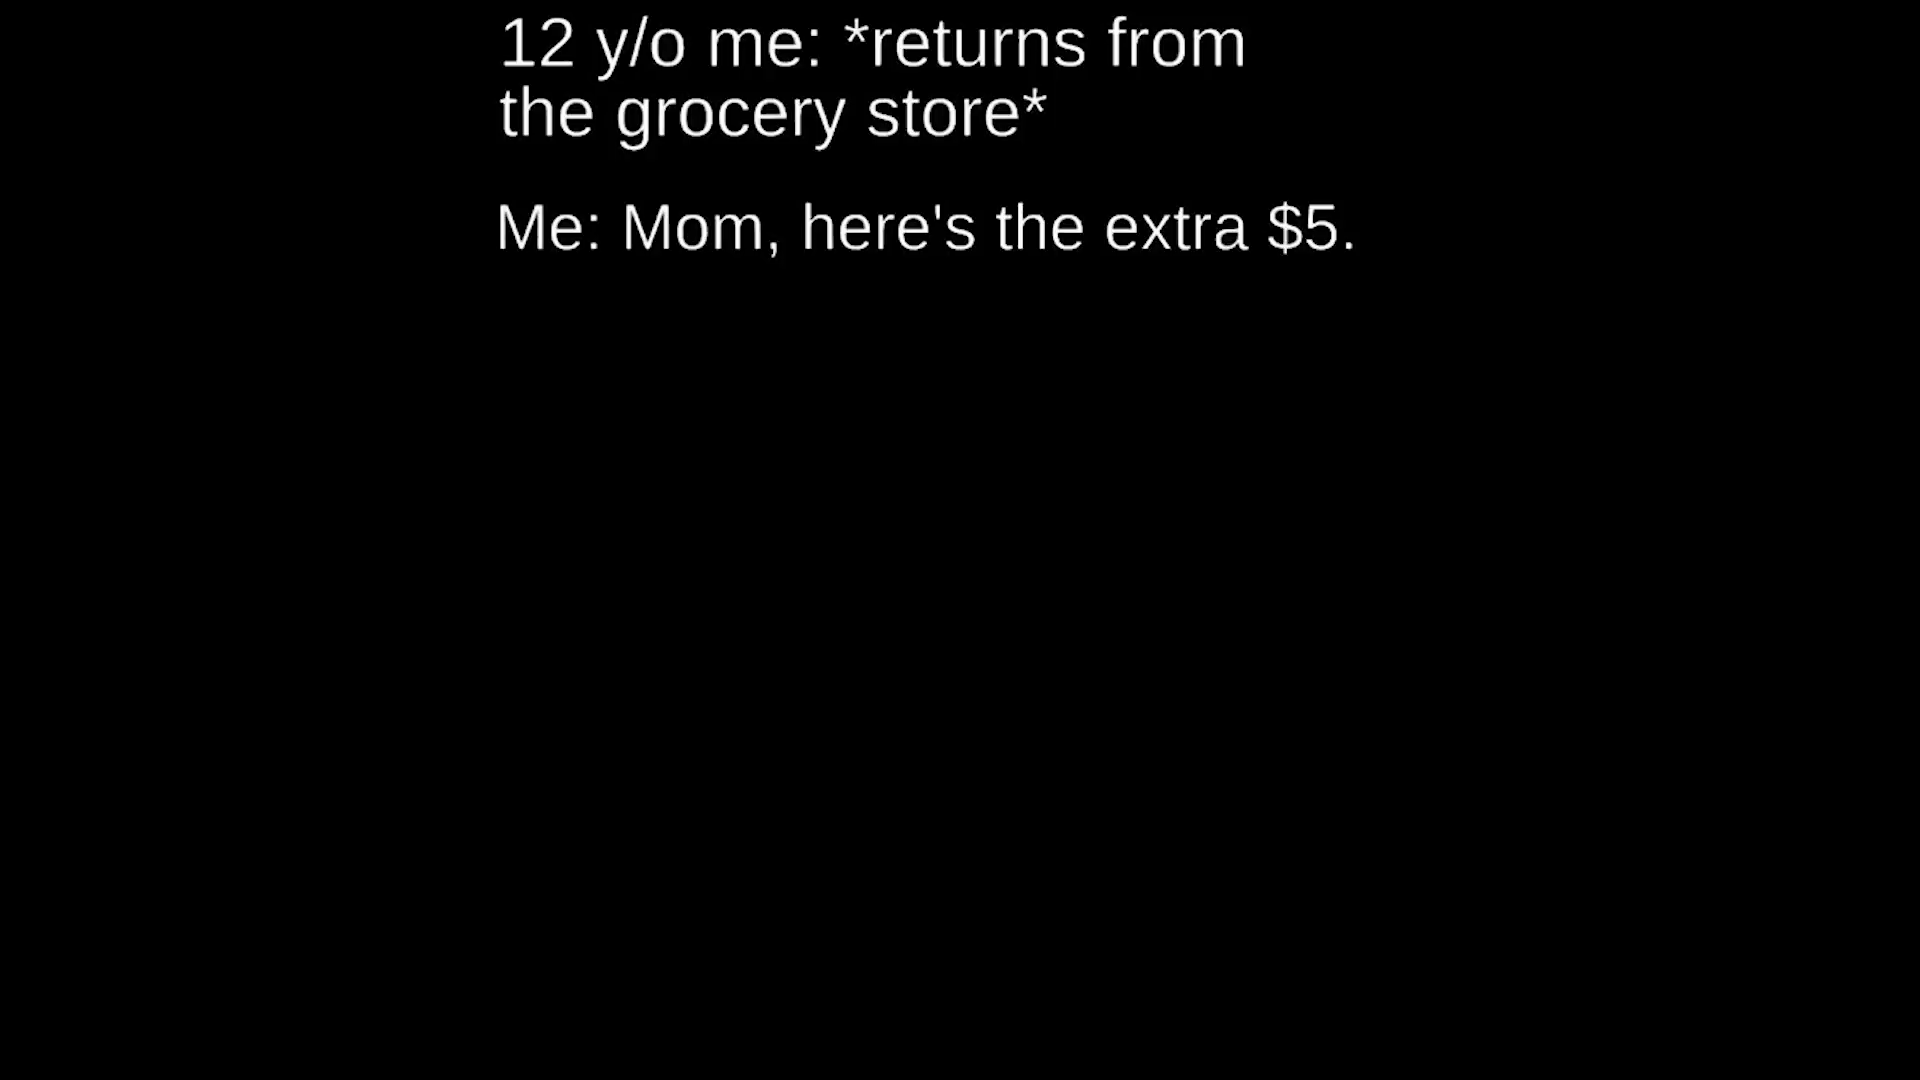 12 y/o me: *returns from
the grocery store*
Me: Mom, here's the extra $5.